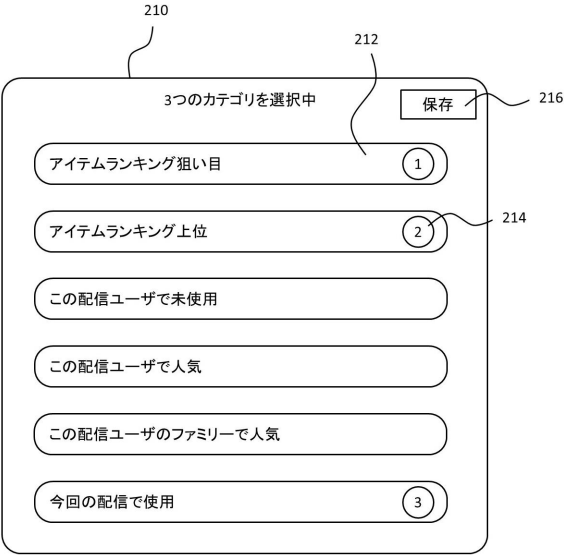 210
212
3つのカテゴリを選択中
保存
216
アイテムランキング狙い目
1
アイテムランキング上位
2
214
この配信ユーザで未使用
この配信ユーザで人気
この配信ユーザのファミリーで人気
今回の配信で使用
3